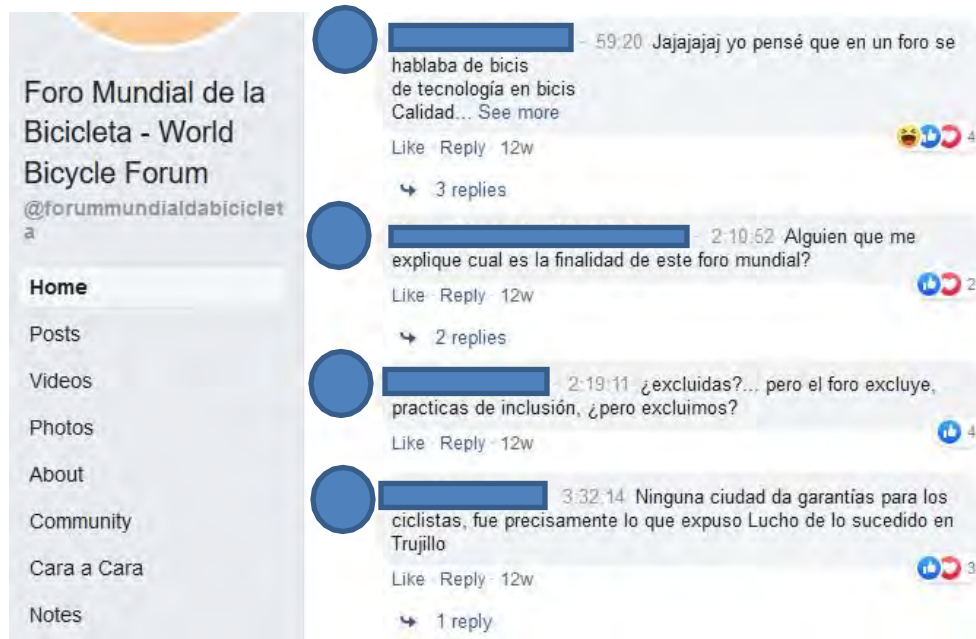 Foro Mundial de la
Bicicleta - World
Bicycle Forum
@forummundialdabiciclet
a
Home
Posts
Videos
Photos
About
Community
Cara a Cara
Notes
59:20 Jajajajaj yo pensé que en un foro se
hablaba de bicis
de tecnología en bicis
Calidad... See more
4
Like · Reply · 12w
3 replies
2:10:52 Alguien que me
explique cual es la finalidad de este foro mundial?
2
Like · Reply · 12w
2 replies
2:19:11 ¿excluidas?... pero el foro excluye,
practicas de inclusión, ¿pero excluimos?
4
Like · Reply · 12w
3:32:14 Ninguna ciudad da garantías para los
ciclistas, fue precisamente lo que expuso Lucho de lo sucedido en
Trujillo
3
Like · Reply · 12w
1 reply